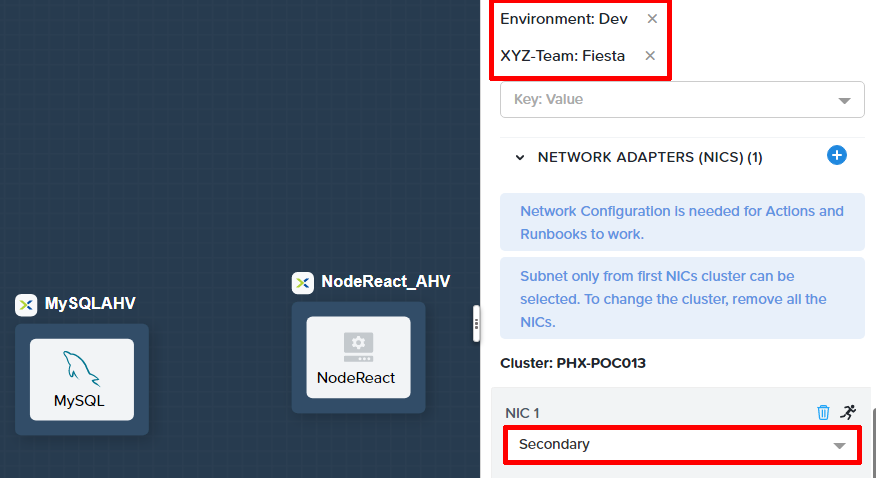 Environment: Dev ×
XYZ-Team: Fiesta ×
Key: Value
NETWORK ADAPTERS (NICS) (1)
Network Configuration is needed for Actions and
Runbooks to work.
Subnet only from first NICs cluster can be
selected. To change the cluster, remove all the
NICs.
Cluster: PHX-POC013
NIC 1
Secondary
MySQLAHV
MySQL
NodeReact_AHV
NodeReact